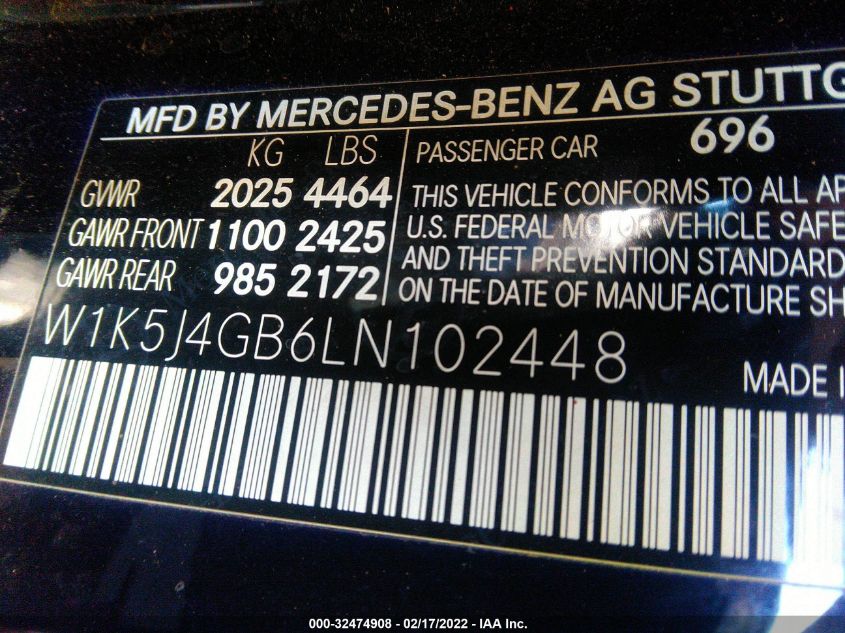 MFD BY MERCEDES-BENZ AG STUTTG
KG LBS
GVWR 2025 4464
GAWR FRONT 1100 2425
GAWR REAR 985 2172
PASSENGER CAR 696
THIS VEHICLE CONFORMS TO ALL AP
U.S. FEDERAL MOTOR VEHICLE SAFE
AND THEFT PREVENTION STANDARD
ON THE DATE OF MANUFACTURE SH
W1K5J4GB6LN102448
MADE I
000-32474908 - 02/17/2022 - IAA Inc.